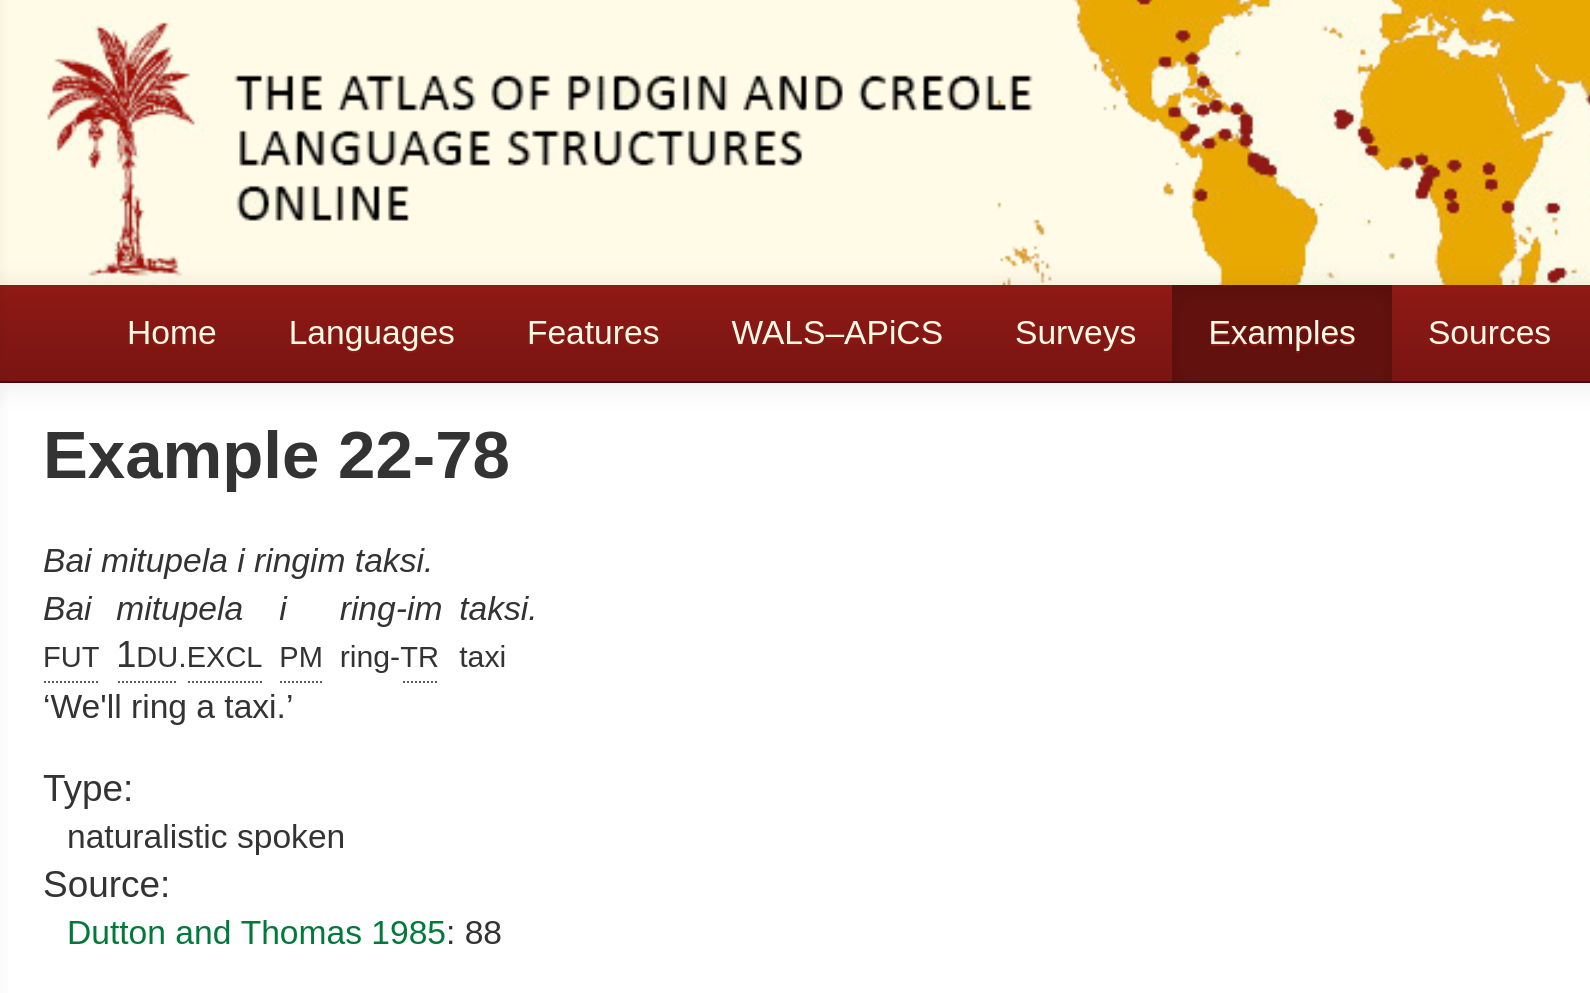 THE ATLAS OF PIDGIN AND CREOLE
LANGUAGE STRUCTURES
ONLINE
Home Languages Features WALS–APiCS Surveys Examples Sources
Example 22-78
Bai mitupela i ringim taksi.
Bai mitupela i ring-im taksi.
FUT 1DU.EXCL PM ring-TR taxi
‘We'll ring a taxi.’
Type:
naturalistic spoken
Source:
Dutton and Thomas 1985: 88